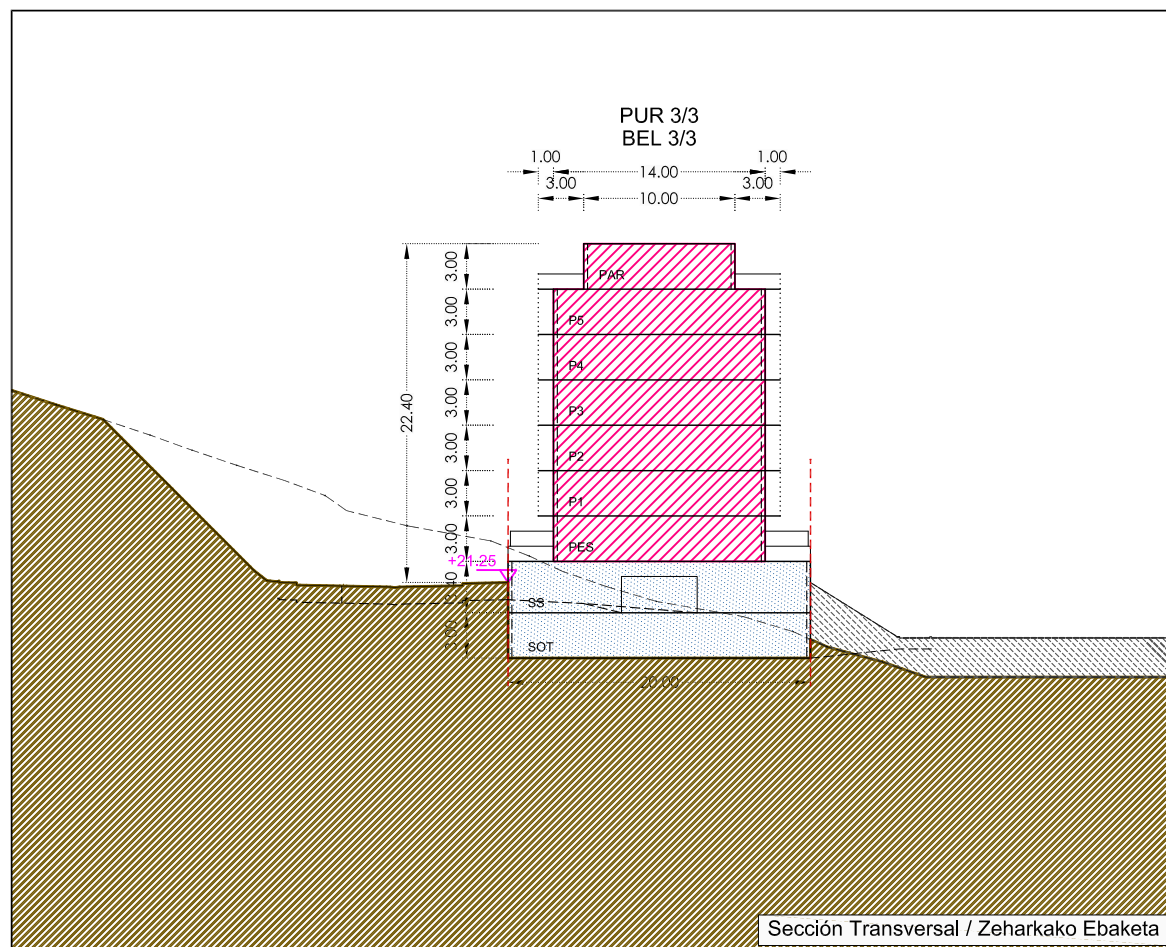 PUR 3/3
BEL 3/3
1.00 14.00 1.00
3.00 10.00 3.00
22.40
3.00
3.00
3.00
3.00
3.00
3.00
3.00
3.40
3.00
PAR
P5
P4
P3
P2
P1
PES
+21.25
SS
SOT
20.00
Sección Transversal / Zeharkako Ebaketa